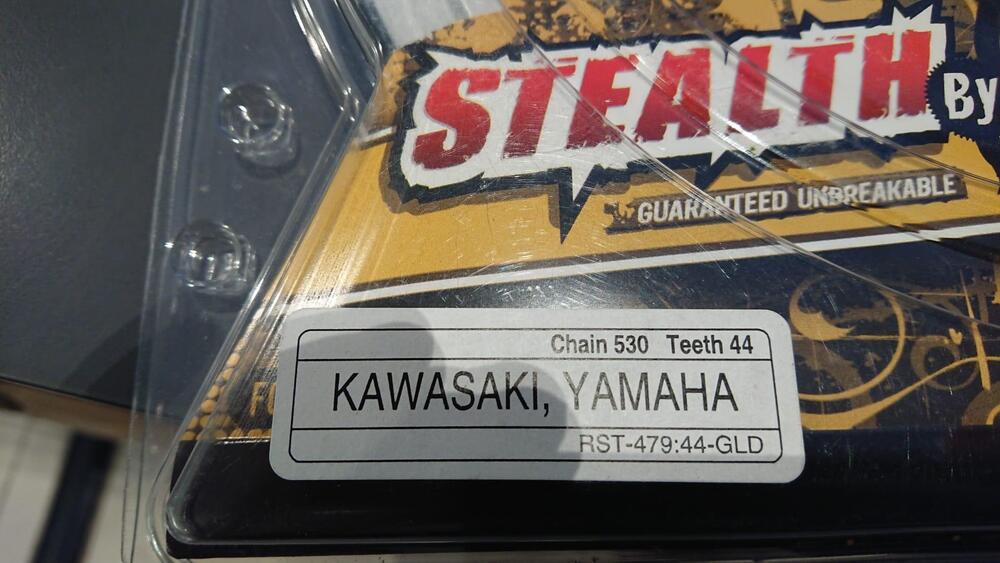 STEALTH By
GUARANTEED UNBREAKABLE
Chain 530 Teeth 44
KAWASAKI, YAMAHA
RST-479:44-GLD